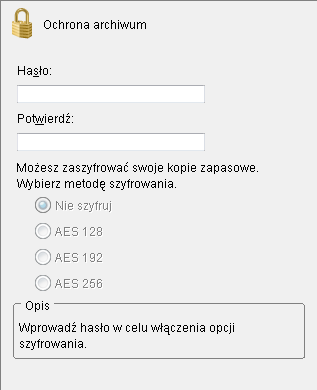 Ochrona archiwum
Hasło:
Potwierdź:
Możesz zaszyfrować swoje kopie zapasowe.
Wybierz metodę szyfrowania.
Nie szyfruj
AES 128
AES 192
AES 256
Opis
Wprowadź hasło w celu włączenia opcji
szyfrowania.